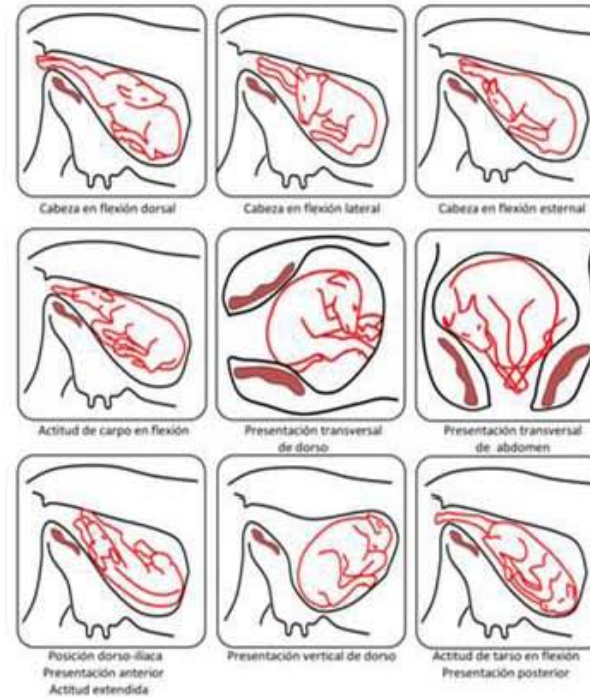 Cabeza en flexión dorsal
Cabeza en flexión lateral
Cabeza en flexión esternal
Actitud de carpo en flexión
Presentación transversal
de dorso
Presentación transversal
de abdomen
Posición dorso-iliaca
Presentación anterior
Actitud extendida
Presentación vertical de dorso
Actitud de tarso en flexión
Presentación posterior